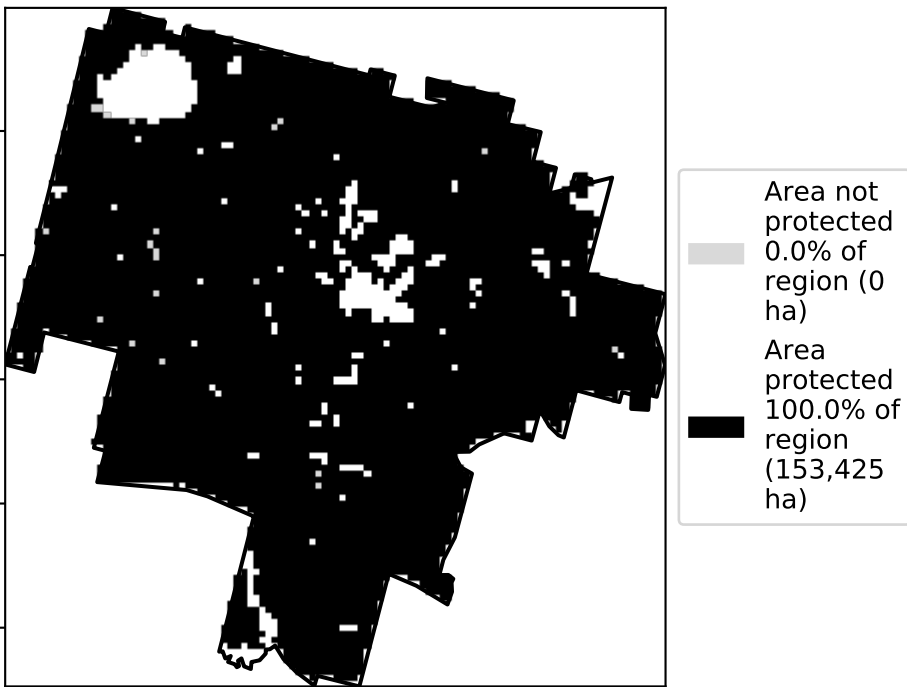 Area not
protected
0.0% of
region (0
ha)
Area
protected
100.0% of
region
(153,425
ha)